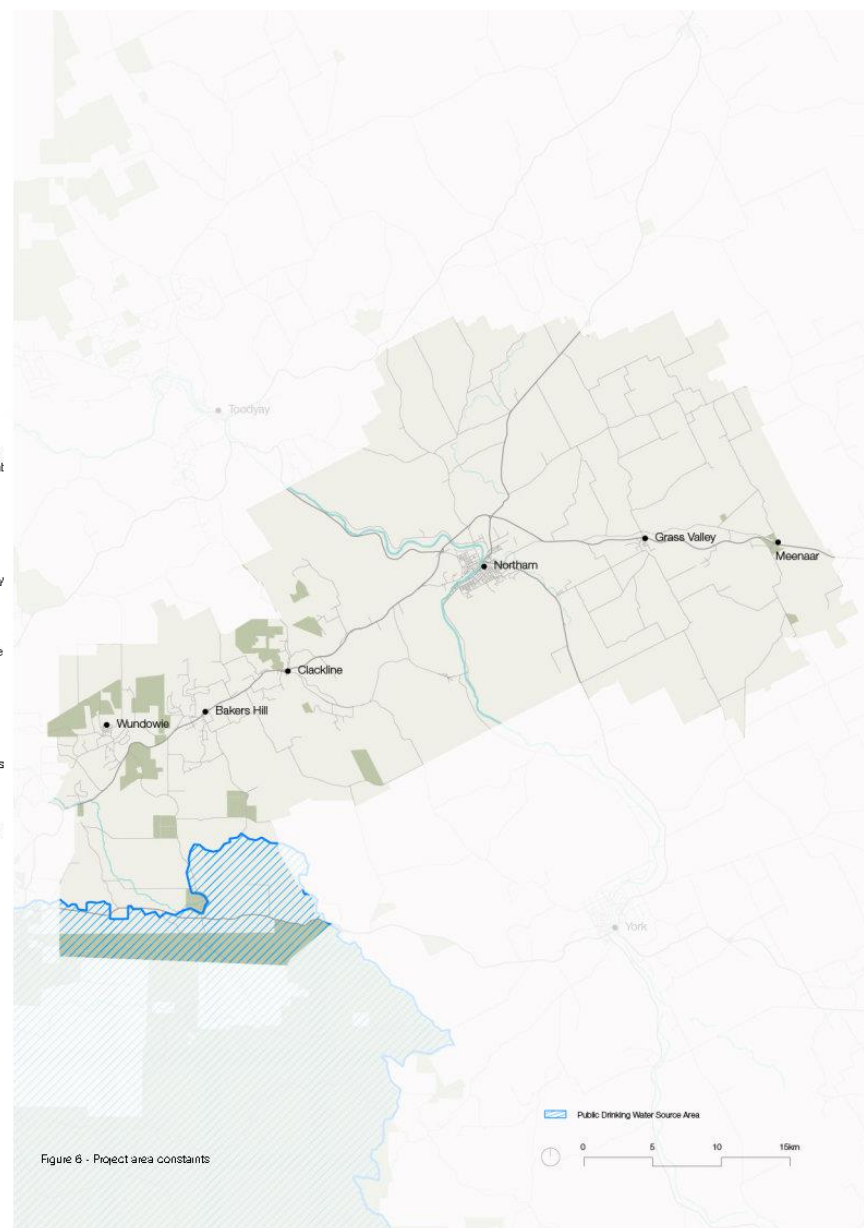 Toodyay
Grass Valley
Meenaar
Northam
Clackline
Bakers Hill
Wundowie
York
Public Drinking Water Source Area
0 5 10 15km
Figure 6 - Project area constaints